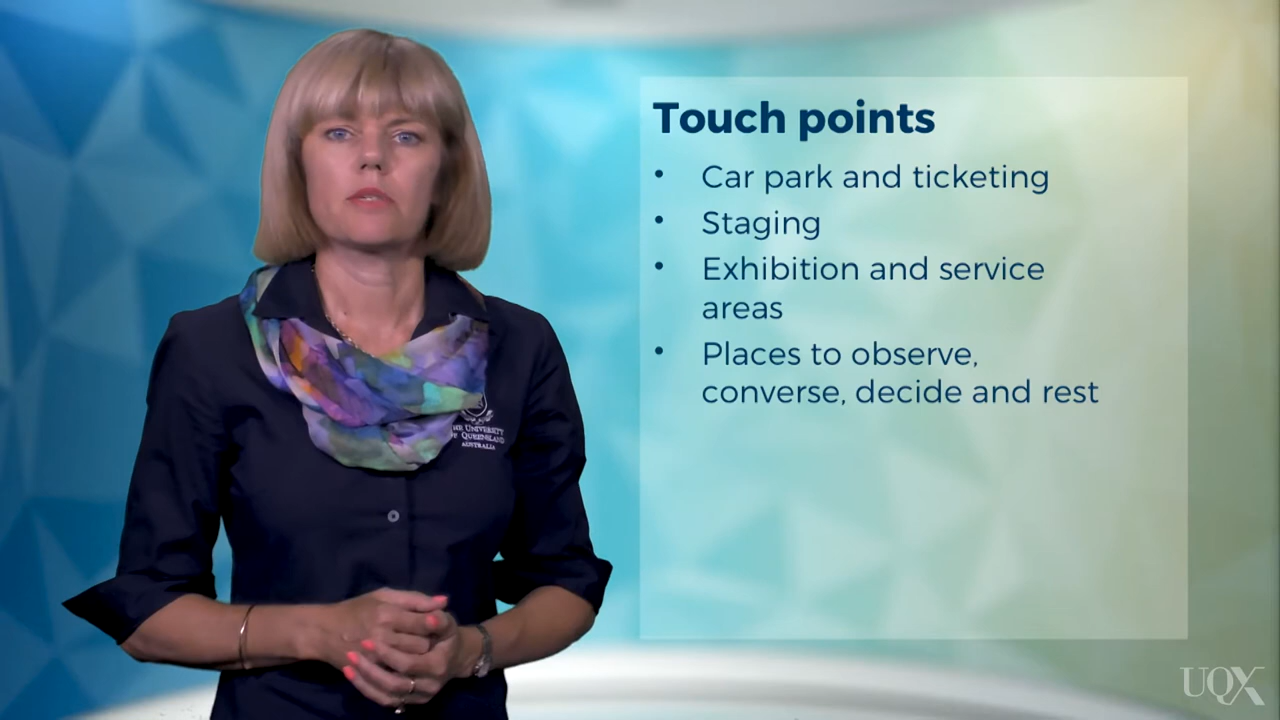 Touch points
• Car park and ticketing
• Staging
• Exhibition and service
areas
• Places to observe,
converse, decide and rest
THE UNIVERSITY
OF QUEENSLAND
AUSTRALIA
UQX